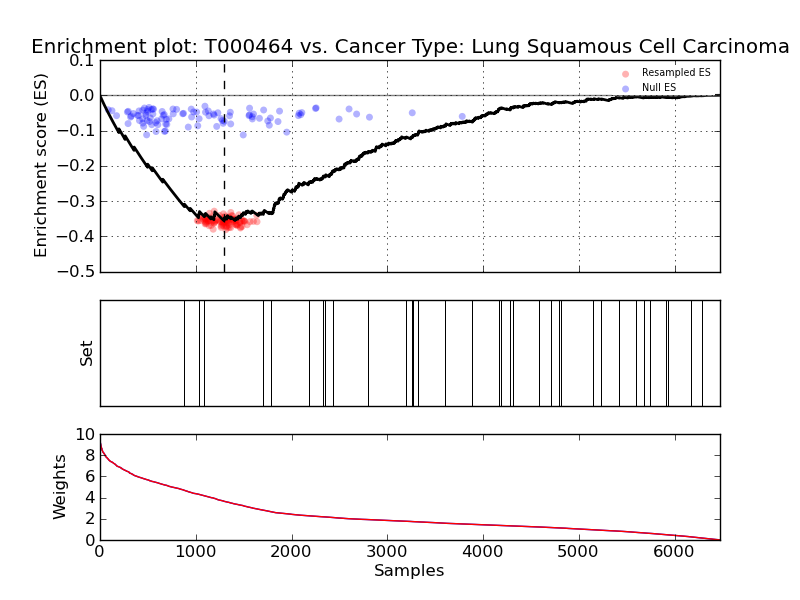 Enrichment plot: T000464 vs. Cancer Type: Lung Squamous Cell Carcinoma
0.1
0.0
−0.1
−0.2
−0.3
−0.4
−0.5
Enrichment score (ES)
Resampled ES
Null ES
Set
10
8
6
4
2
0
Weights
0 1000 2000 3000 4000 5000 6000
Samples